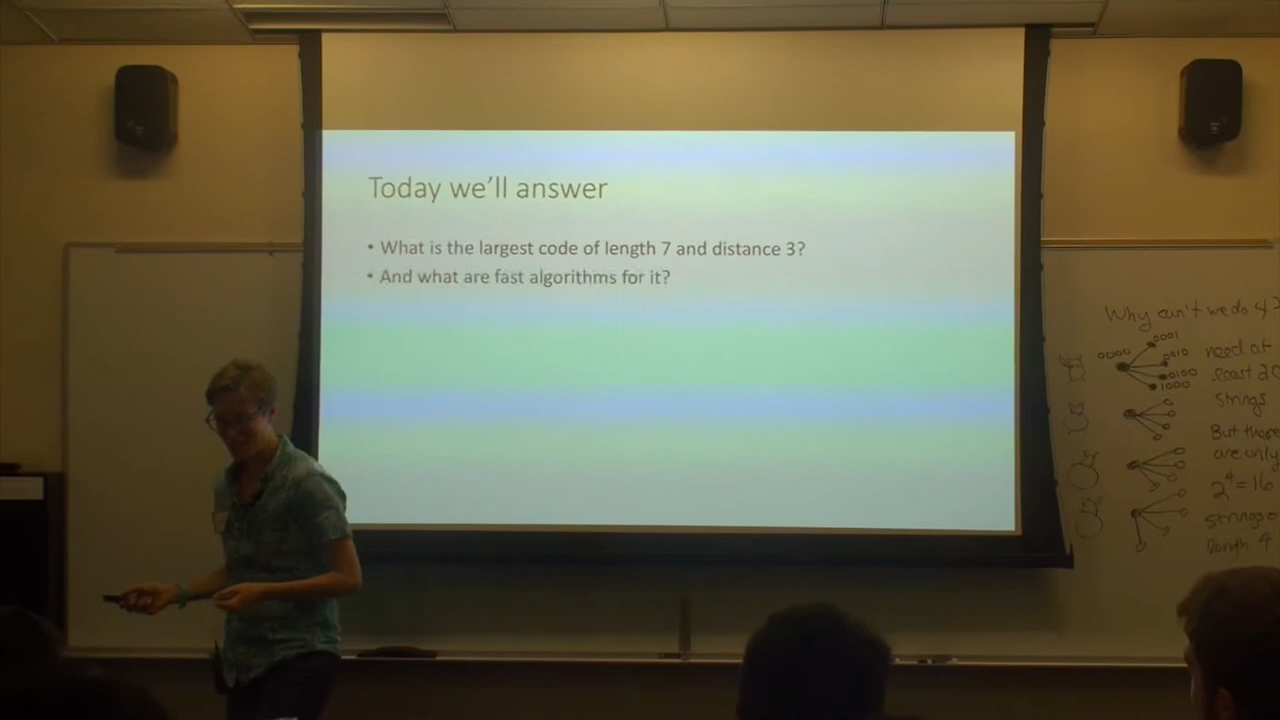 Today we'll answer
• What is the largest code of length 7 and distance 3?
• And what are fast algorithms for it?
Why can't we do 4?
0000
0001
0010
0100
1000
need at
least 20
strings
But there
are only
2⁴=16
strings o
length 4